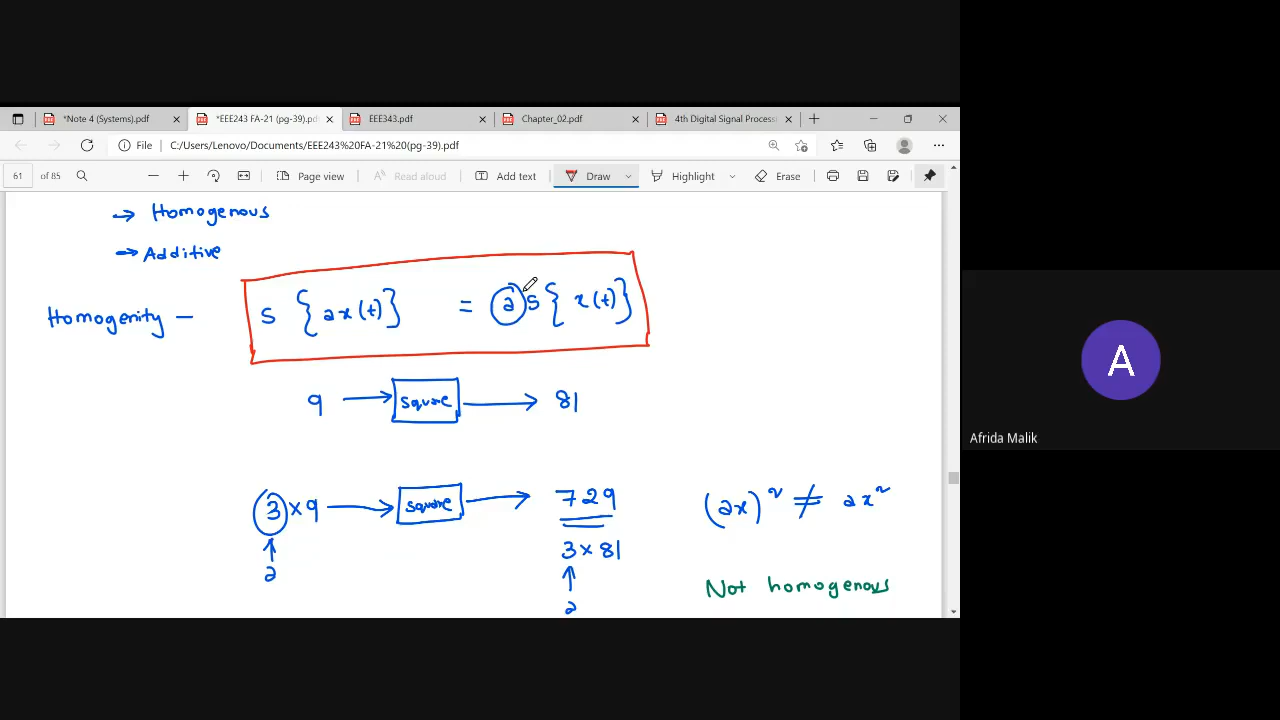 *Note 4 (Systems).pdf
*EEE243 FA-21 (pg-39).pd
EEE343.pdf
Chapter_02.pdf
4th Digital Signal Process
File C:/Users/Lenovo/Documents/EEE243%20FA-21%20(pg-39).pdf
61 of 85 Page view Read aloud Add text Draw Highlight Erase
→ Homogenous
→ Additive
Homogenity – S { ax(t) } = a S { x(t) }
9 → square → 81
3 × 9 → square → 729
(ax)² ≠ ax²
3 × 81
a
a
Not homogenous
A
Afrida Malik